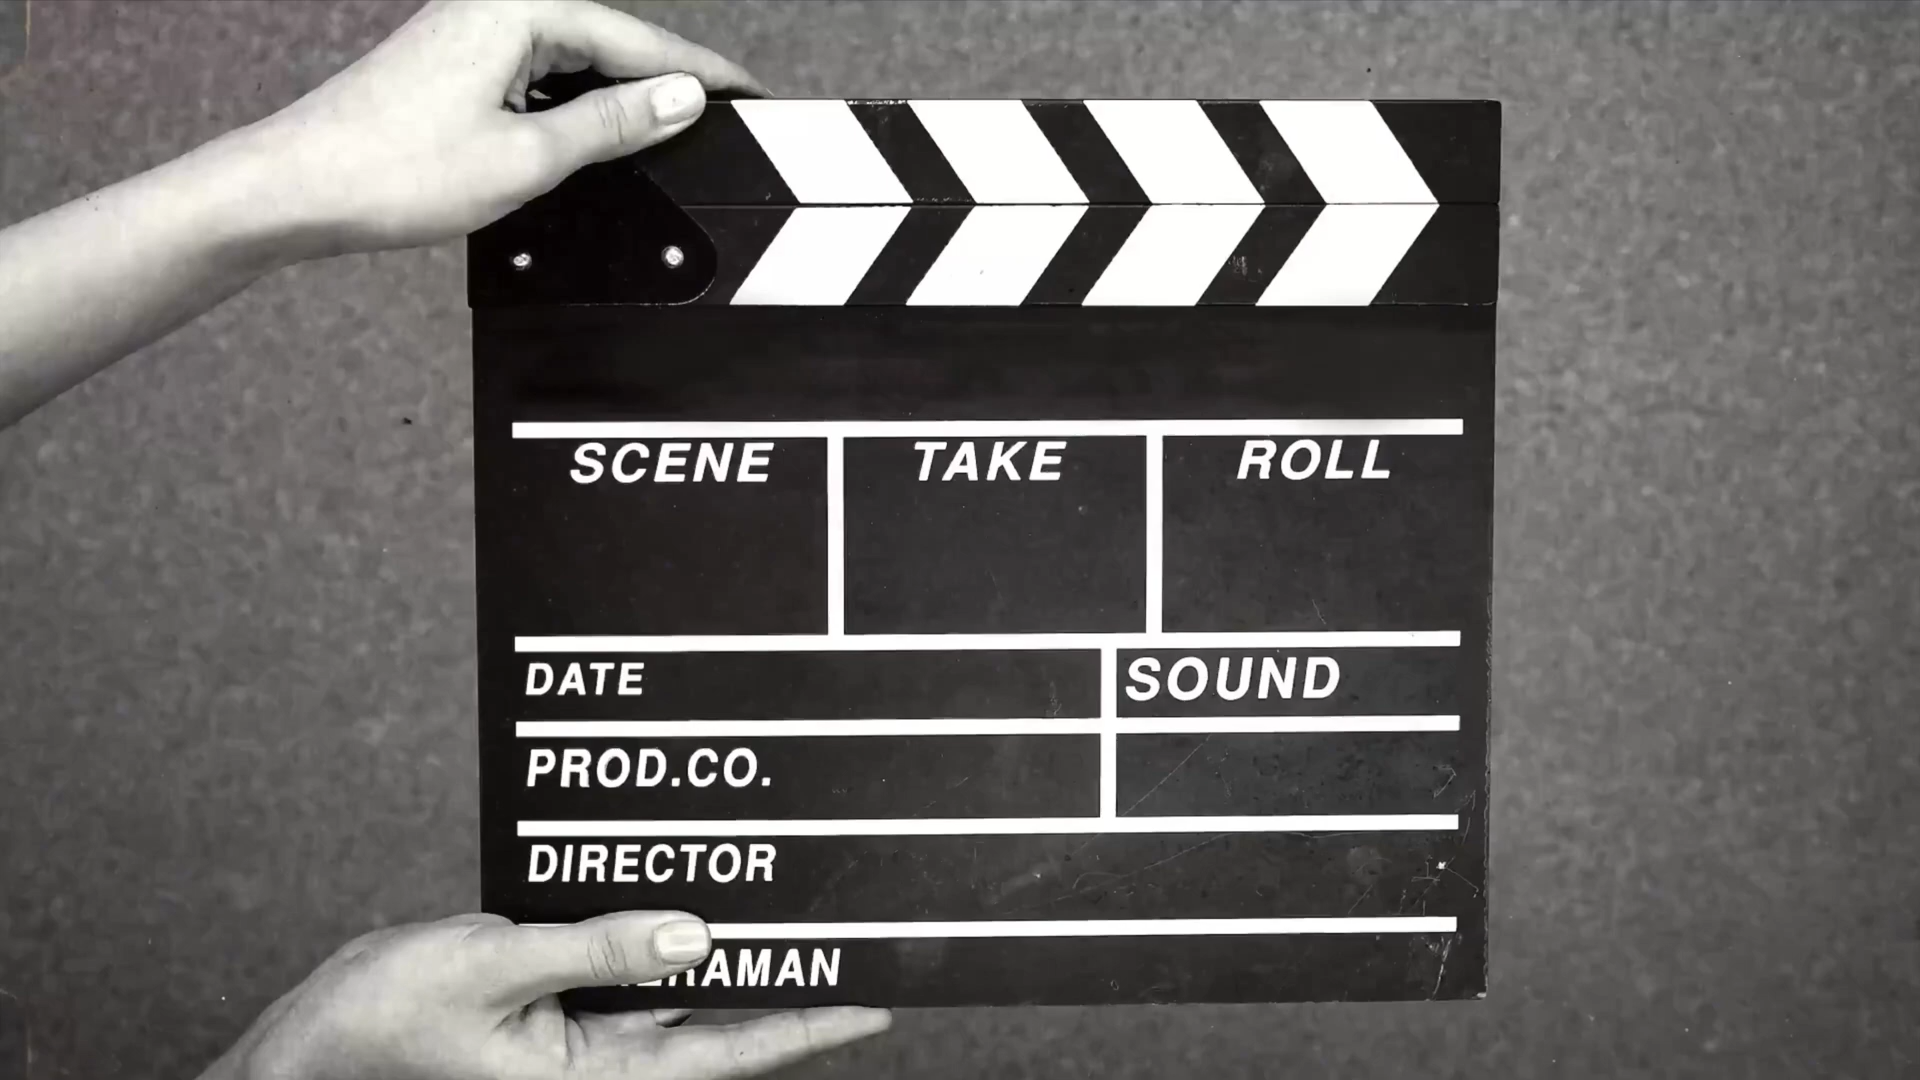 SCENE TAKE ROLL
DATE SOUND
PROD.CO.
DIRECTOR